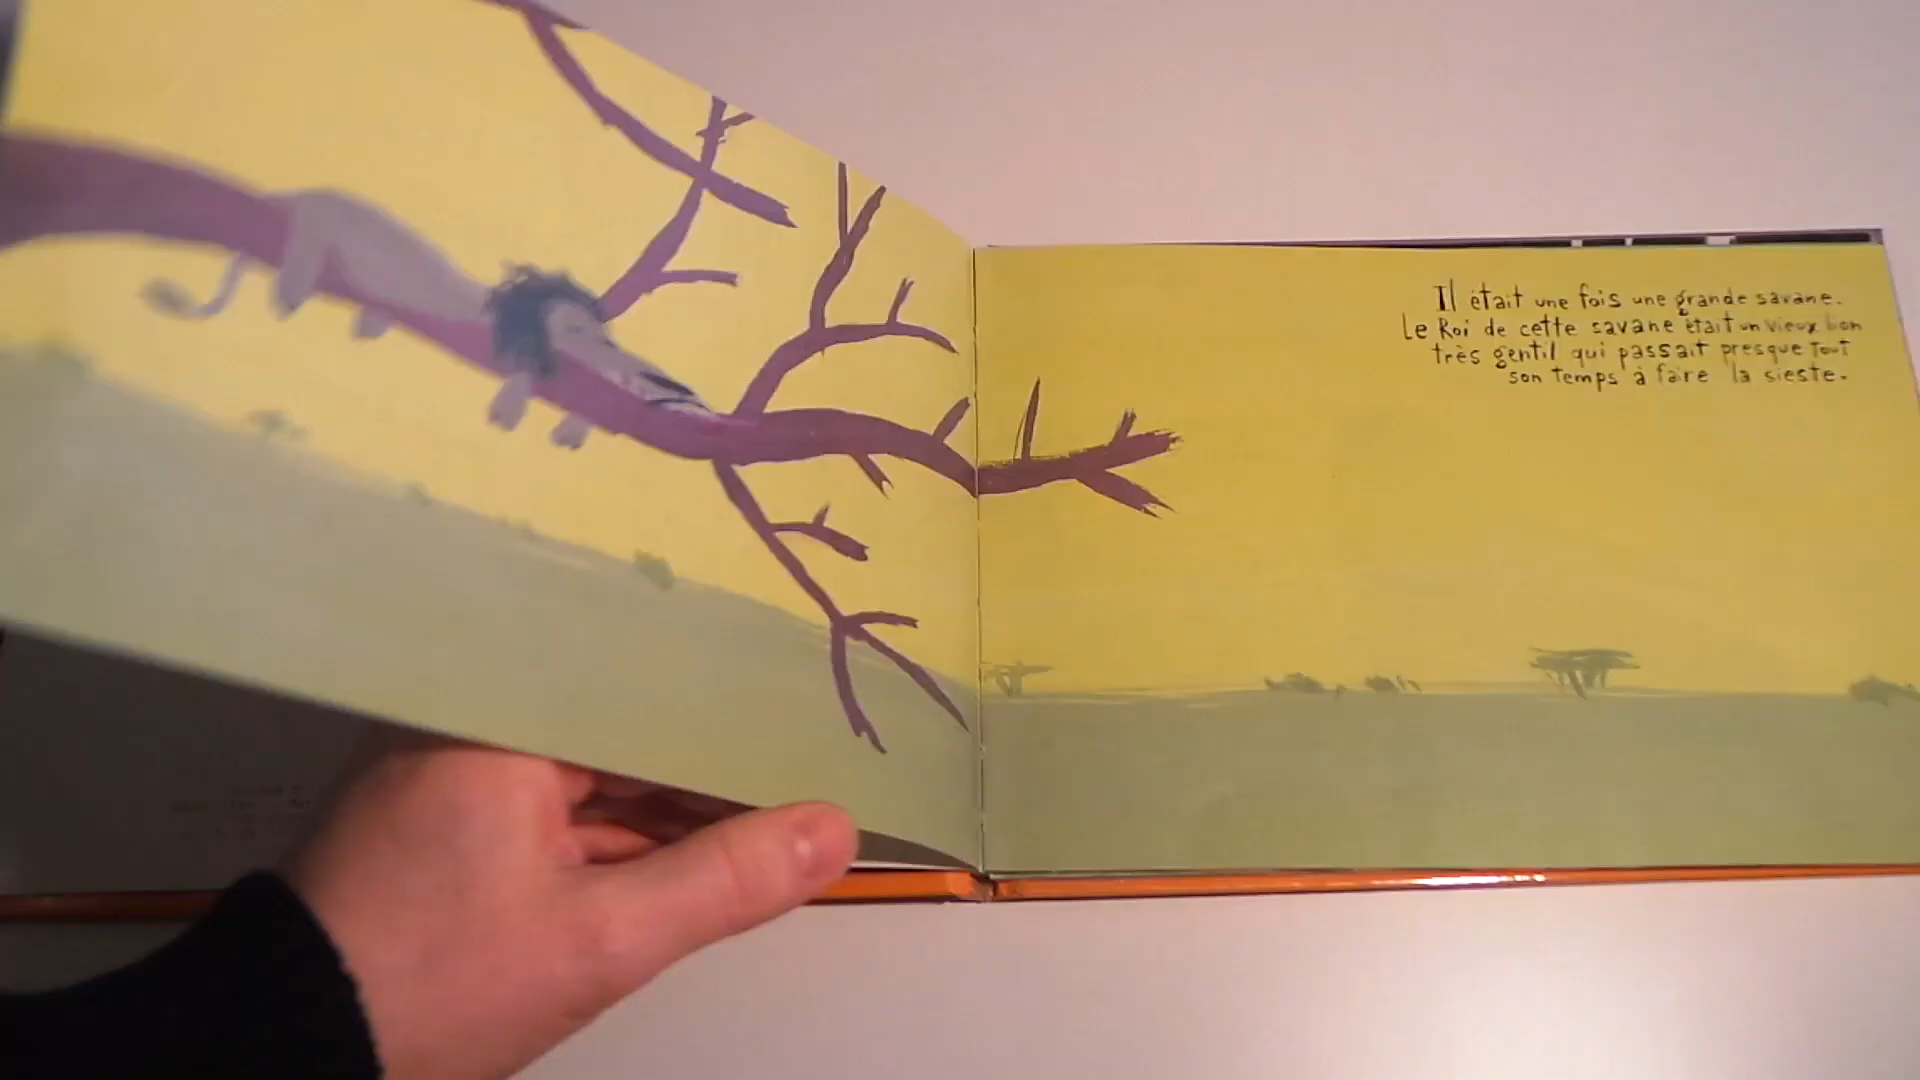 Il était une fois une grande savane.
Le Roi de cette savane était un vieux lion
très gentil qui passait presque tout
son temps à faire la sieste.